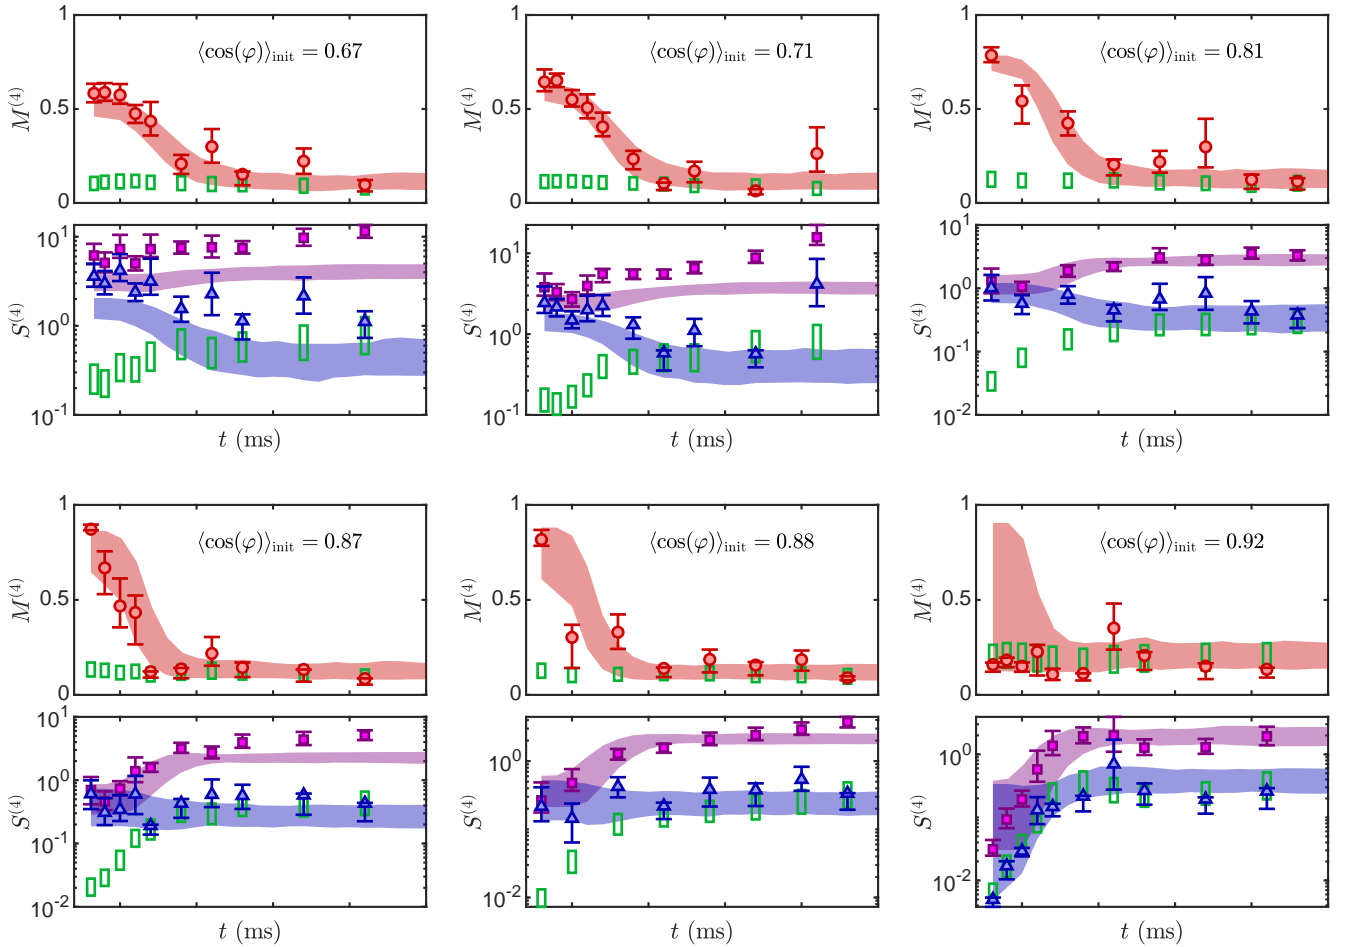 1
0.5
0
M^{(4)}
⟨cos(φ)⟩_{init} = 0.67
1
0.5
0
M^{(4)}
⟨cos(φ)⟩_{init} = 0.71
1
0.5
0
M^{(4)}
⟨cos(φ)⟩_{init} = 0.81
10^1
10^0
10^{-1}
S^{(4)}
t (ms)
10^1
10^0
10^{-1}
S^{(4)}
t (ms)
10^1
10^0
10^{-1}
10^{-2}
S^{(4)}
t (ms)
1
0.5
0
M^{(4)}
⟨cos(φ)⟩_{init} = 0.87
1
0.5
0
M^{(4)}
⟨cos(φ)⟩_{init} = 0.88
1
0.5
0
M^{(4)}
⟨cos(φ)⟩_{init} = 0.92
10^1
10^0
10^{-1}
10^{-2}
S^{(4)}
t (ms)
10^0
10^{-2}
S^{(4)}
t (ms)
10^0
10^{-2}
S^{(4)}
t (ms)